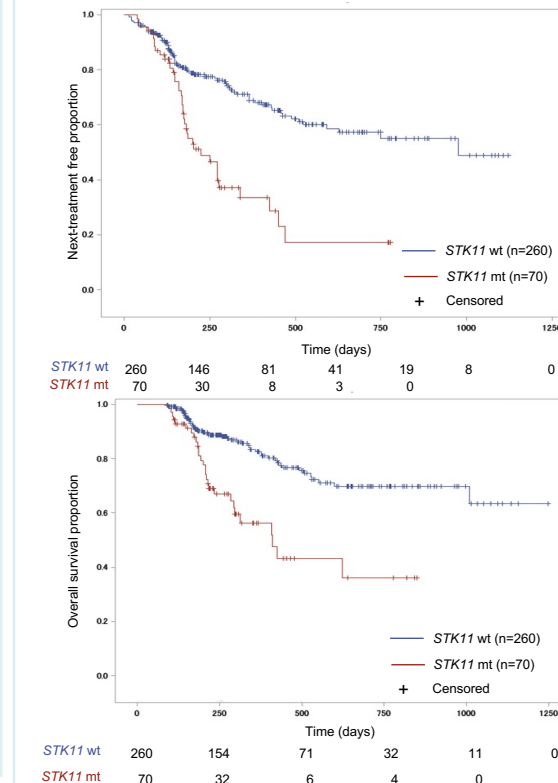 1.0
0.8
0.6
0.4
0.2
0.0
Next-treatment free proportion
STK11 wt (n=260)
STK11 mt (n=70)
+ Censored
0 250 500 750 1000 1250
Time (days)
STK11 wt 260 146 81 41 19 8 0
STK11 mt 70 30 8 3 0
1.0
0.8
0.6
0.4
0.2
0.0
Overall survival proportion
STK11 wt (n=260)
STK11 mt (n=70)
+ Censored
0 250 500 750 1000 1250
Time (days)
STK11 wt 260 154 71 32 11 0
STK11 mt 70 32 6 4 0